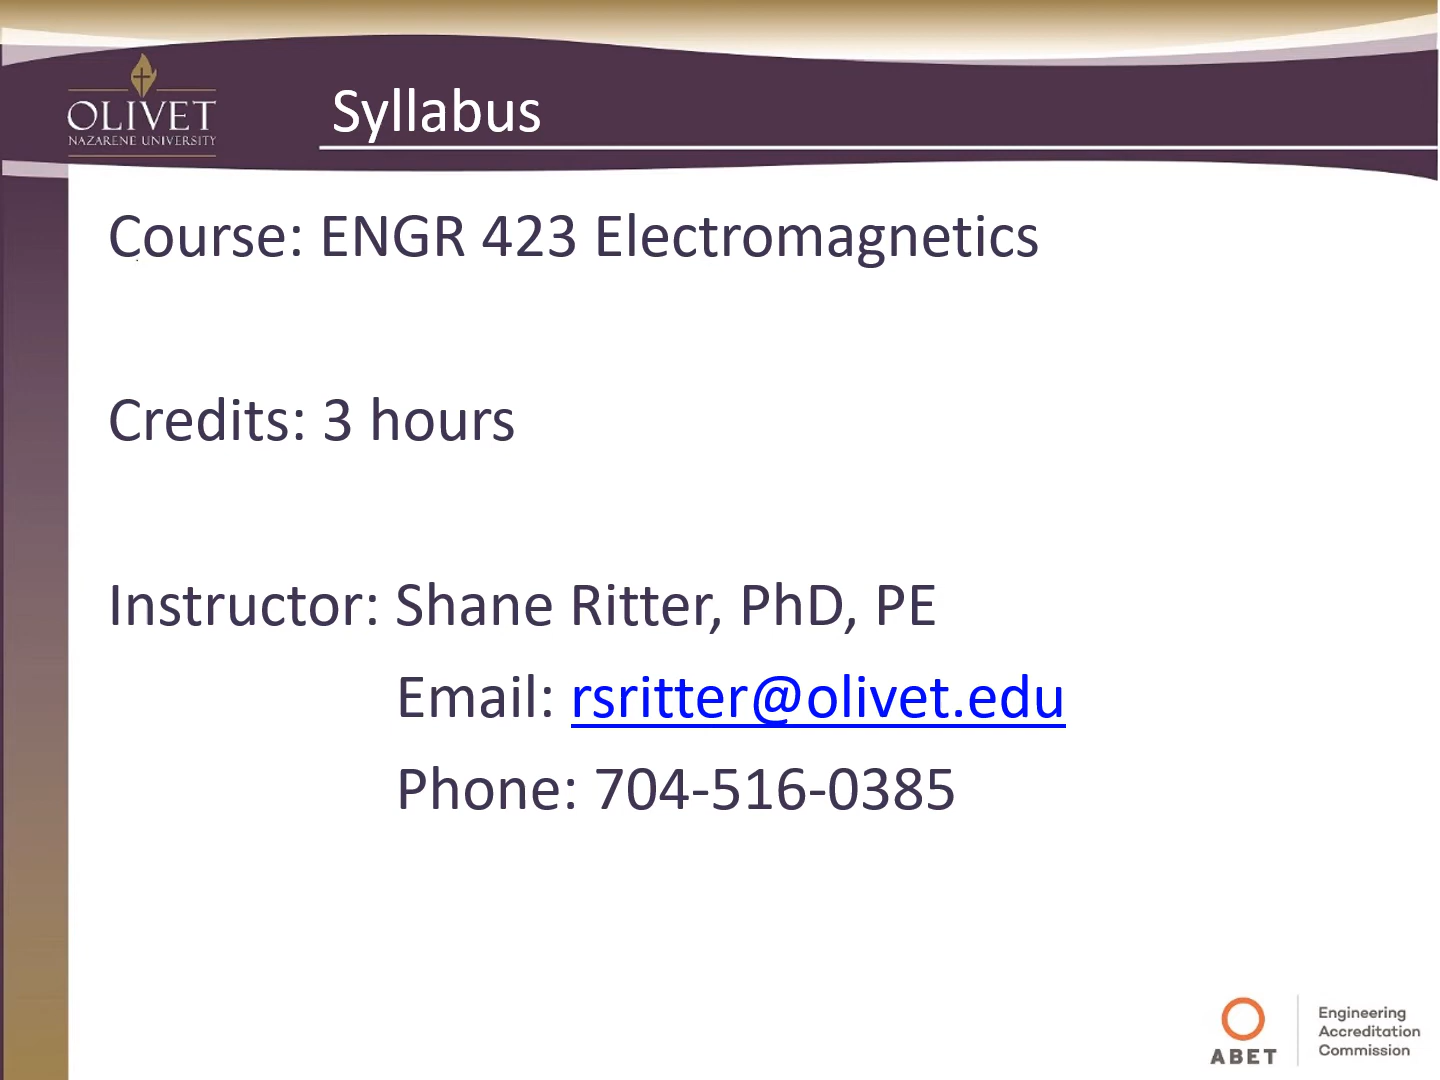 OLIVET
NAZARENE UNIVERSITY
Syllabus
Course: ENGR 423 Electromagnetics
Credits: 3 hours
Instructor: Shane Ritter, PhD, PE
Email: rsritter@olivet.edu
Phone: 704-516-0385
ABET
Engineering
Accreditation
Commission